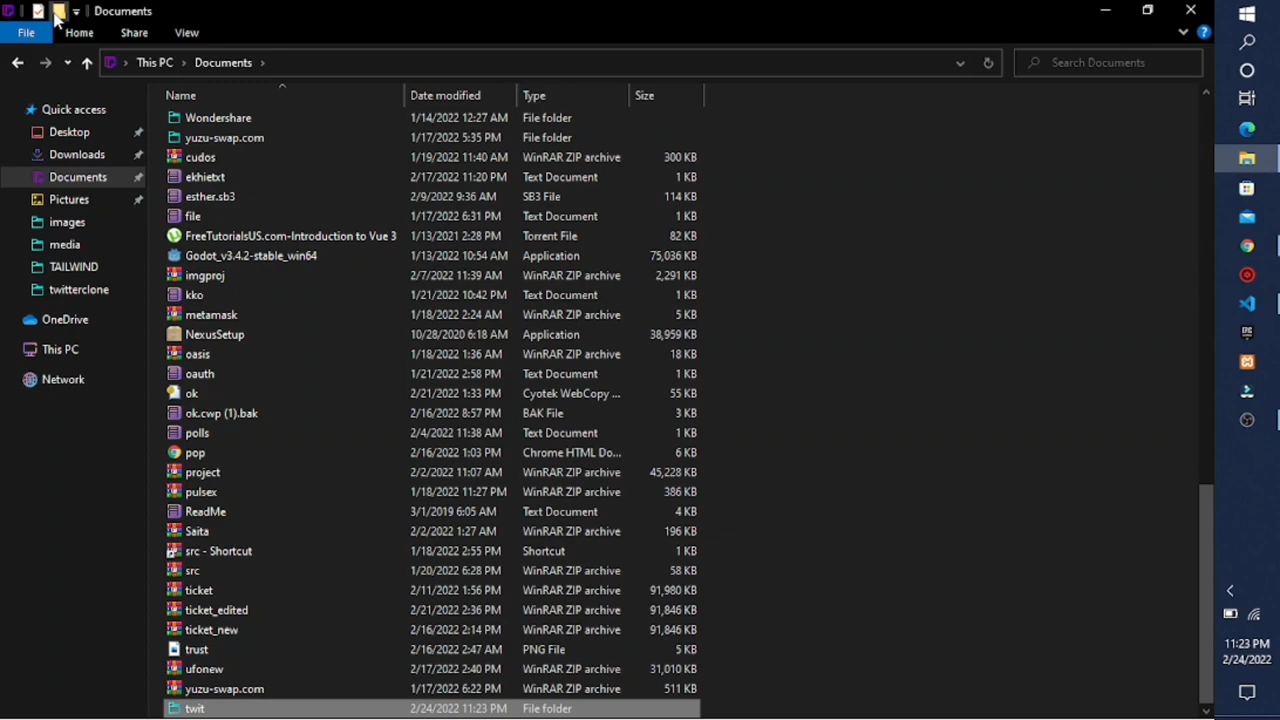 Documents
File Home Share View
This PC Documents Search Documents
Name Date modified Type Size
Quick access
Desktop
Downloads
Documents
Pictures
images
media
TAILWIND
twitterclone
OneDrive
This PC
Network
Wondershare 1/14/2022 12:27 AM File folder
yuzu-swap.com 1/17/2022 5:35 PM File folder
cudos 1/19/2022 11:40 AM WinRAR ZIP archive 300 KB
ekhietxt 2/17/2022 11:20 PM Text Document 1 KB
esther.sb3 2/9/2022 9:36 AM SB3 File 114 KB
file 1/17/2022 6:31 PM Text Document 1 KB
FreeTutorialsUS.com-Introduction to Vue 3 1/13/2021 2:28 PM Torrent File 82 KB
Godot_v3.4.2-stable_win64 1/13/2022 10:54 AM Application 75,036 KB
imgproj 2/7/2022 11:39 AM WinRAR ZIP archive 2,291 KB
kko 1/21/2022 10:42 PM Text Document 1 KB
metamask 1/18/2022 2:24 AM WinRAR ZIP archive 5 KB
NexusSetup 10/28/2020 6:18 AM Application 38,959 KB
oasis 1/18/2022 1:36 AM WinRAR ZIP archive 18 KB
oauth 1/21/2022 2:58 PM Text Document 1 KB
ok 2/21/2022 1:33 PM Cyotek WebCopy ... 55 KB
ok.cwp (1).bak 2/16/2022 8:57 PM BAK File 3 KB
polls 2/4/2022 11:38 AM Text Document 1 KB
pop 2/16/2022 1:03 PM Chrome HTML Do... 6 KB
project 2/2/2022 11:07 AM WinRAR ZIP archive 45,228 KB
pulsex 1/18/2022 11:27 PM WinRAR ZIP archive 386 KB
ReadMe 3/1/2019 6:05 AM Text Document 4 KB
Saita 2/2/2022 1:27 AM WinRAR ZIP archive 196 KB
src - Shortcut 1/18/2022 2:55 PM Shortcut 1 KB
src 1/20/2022 6:28 PM WinRAR ZIP archive 58 KB
ticket 2/11/2022 1:56 PM WinRAR ZIP archive 91,980 KB
ticket_edited 2/21/2022 2:36 PM WinRAR ZIP archive 91,846 KB
ticket_new 2/16/2022 2:14 PM WinRAR ZIP archive 91,846 KB
trust 2/16/2022 2:47 AM PNG File 5 KB
ufonew 2/17/2022 2:40 PM WinRAR ZIP archive 31,010 KB
yuzu-swap.com 1/17/2022 6:22 PM WinRAR ZIP archive 511 KB
twit 2/24/2022 11:23 PM File folder
11:23 PM
2/24/2022